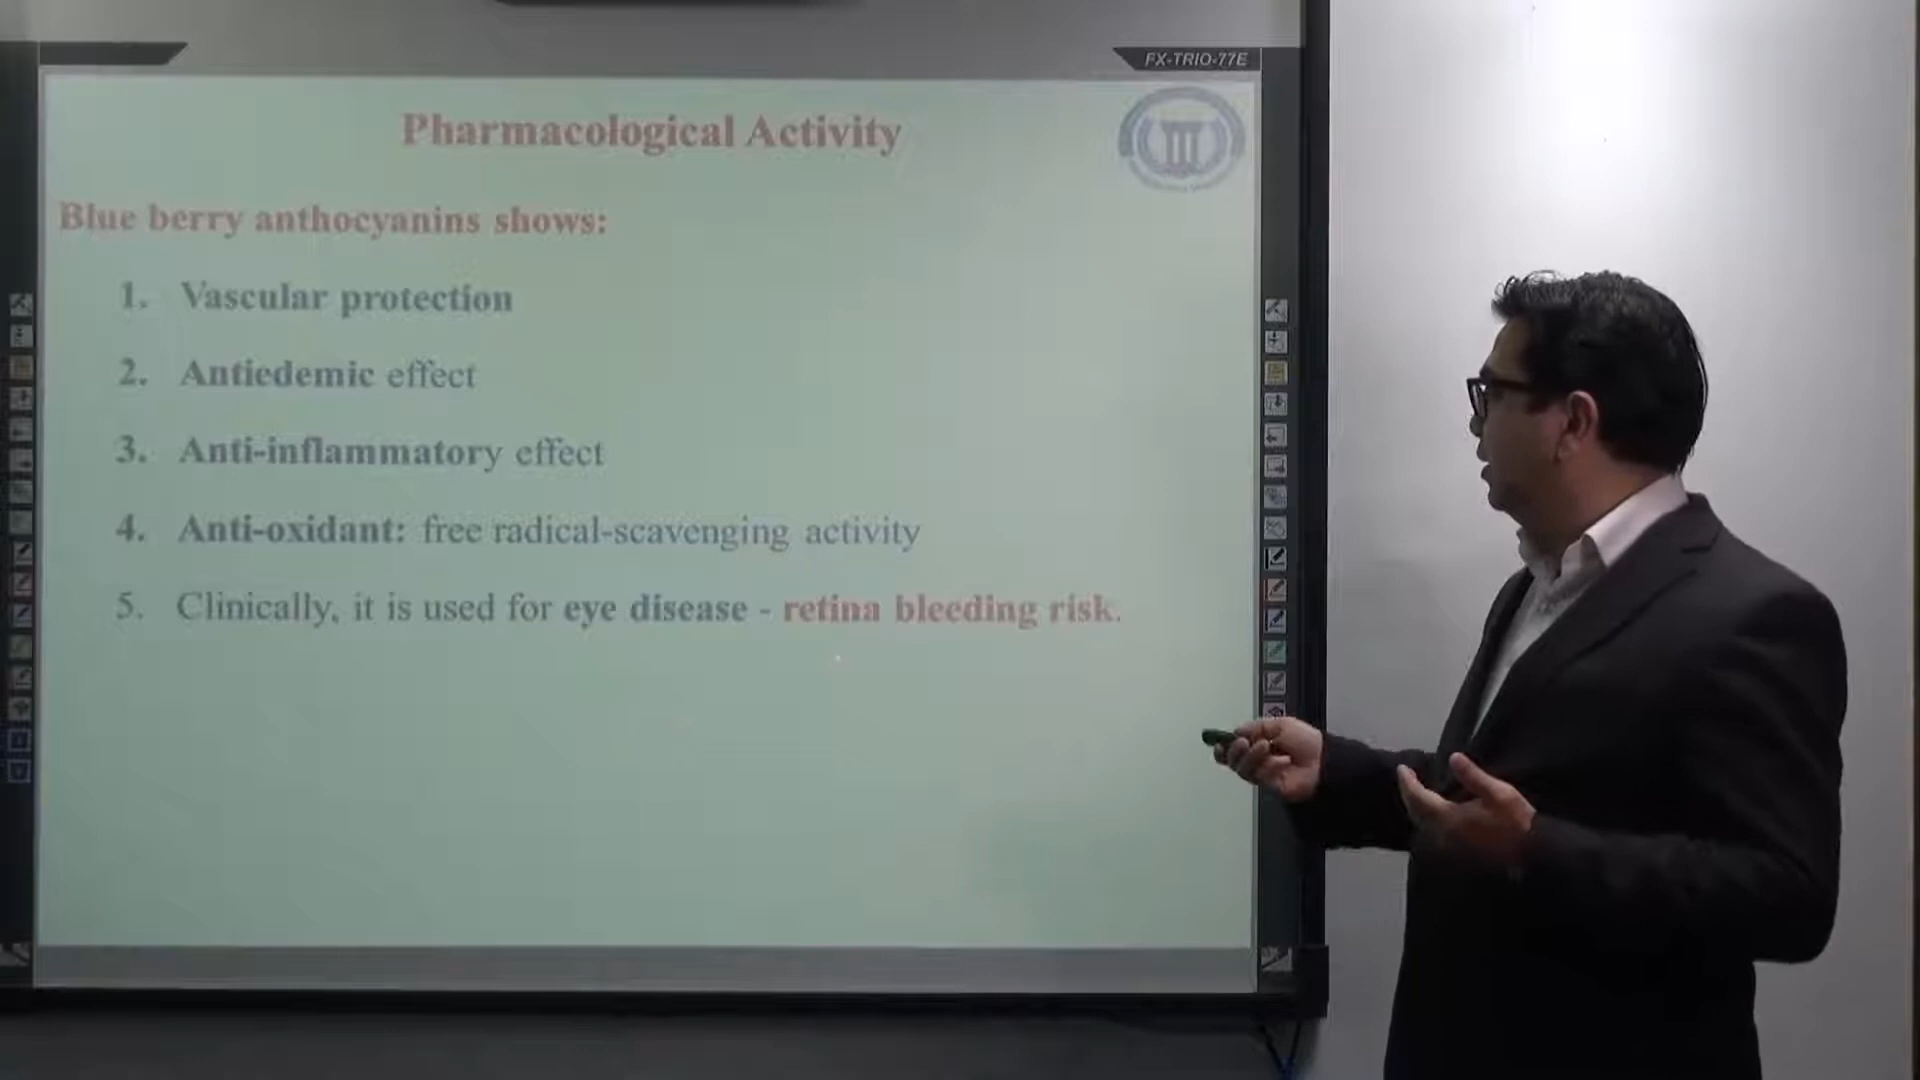 FX-TRIO-77E
Pharmacological Activity
Blue berry anthocyanins shows:
1. Vascular protection
2. Antiedemic effect
3. Anti-inflammatory effect
4. Anti-oxidant: free radical-scavenging activity
5. Clinically, it is used for eye disease - retina bleeding risk.